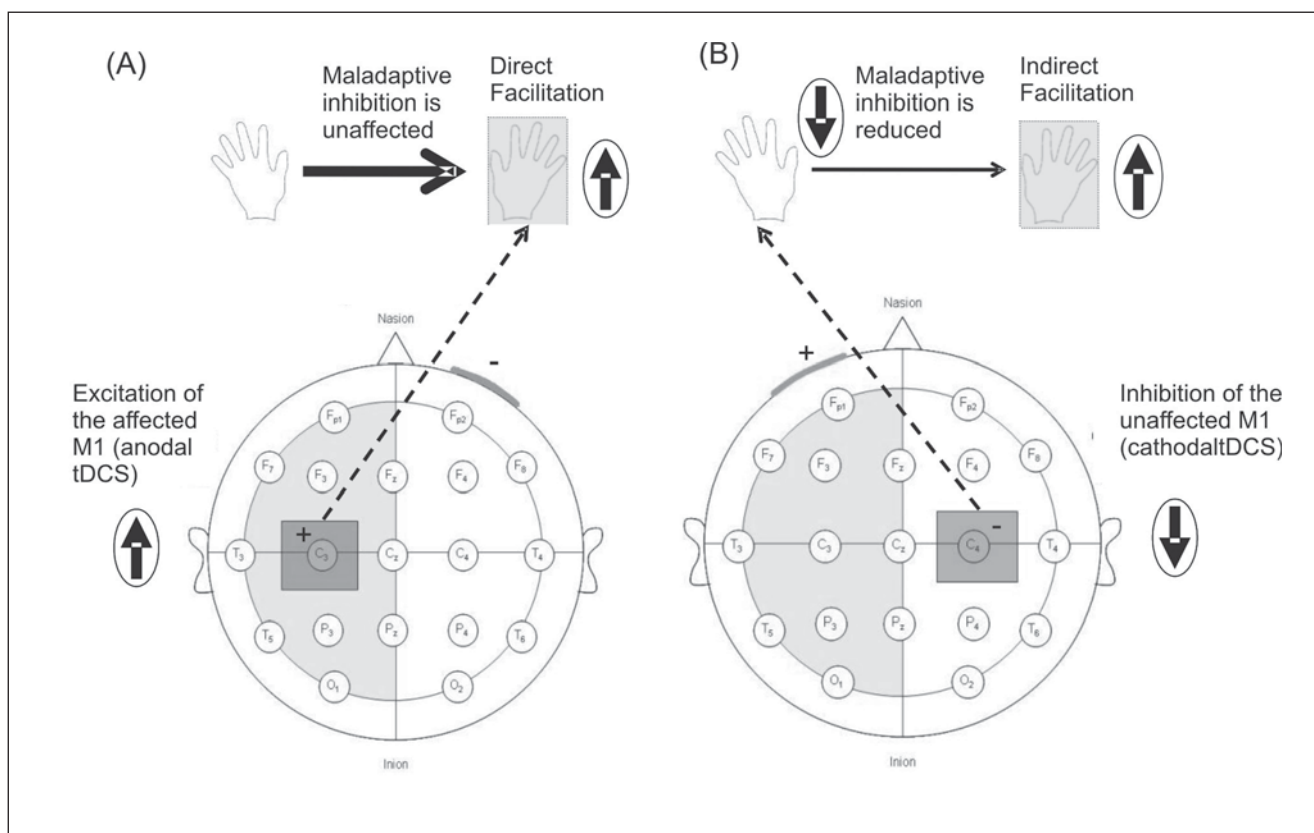 (A)
Maladaptive
inhibition is
unaffected
Direct
Facilitation
Nasion
-
Excitation of
the affected
M1 (anodal
tDCS)
Fp1
Fp2
F7
F3
Fz
F4
F8
+
T3
C3
Cz
C4
T4
T5
P3
Pz
P4
T6
O1
O2
Inion
(B)
Maladaptive
inhibition is
reduced
Indirect
Facilitation
Nasion
+
Inhibition of the
unaffected M1
(cathodaltDCS)
Fp1
Fp2
F7
F3
Fz
F4
F8
-
T3
C3
Cz
C4
T4
T5
P3
Pz
P4
T6
O1
O2
Inion